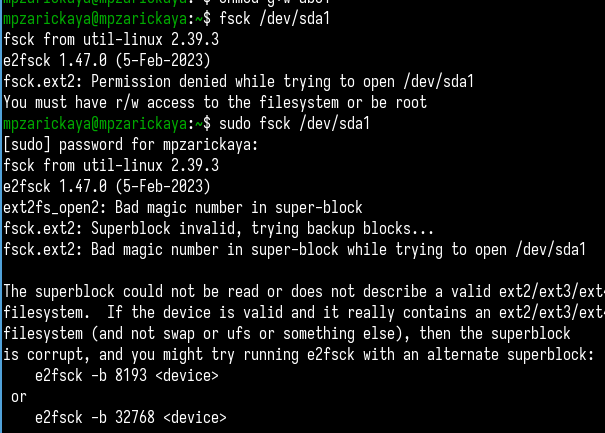 mpzarickaya@mpzarickaya:~$ fsck /dev/sda1
fsck from util-linux 2.39.3
e2fsck 1.47.0 (5-Feb-2023)
fsck.ext2: Permission denied while trying to open /dev/sda1
You must have r/w access to the filesystem or be root
mpzarickaya@mpzarickaya:~$ sudo fsck /dev/sda1
[sudo] password for mpzarickaya:
fsck from util-linux 2.39.3
e2fsck 1.47.0 (5-Feb-2023)
ext2fs_open2: Bad magic number in super-block
fsck.ext2: Superblock invalid, trying backup blocks...
fsck.ext2: Bad magic number in super-block while trying to open /dev/sda1

The superblock could not be read or does not describe a valid ext2/ext3/ext
filesystem.  If the device is valid and it really contains an ext2/ext3/ext
filesystem (and not swap or ufs or something else), then the superblock
is corrupt, and you might try running e2fsck with an alternate superblock:
    e2fsck -b 8193 <device>
 or
    e2fsck -b 32768 <device>